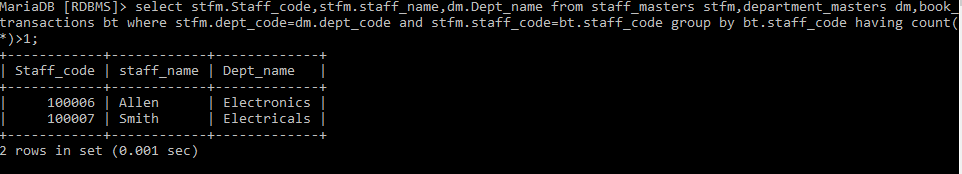 MariaDB [RDBMS]> select stfm.Staff_code,stfm.staff_name,dm.Dept_name from staff_masters stfm,department_masters dm,book_
transactions bt where stfm.dept_code=dm.dept_code and stfm.staff_code=bt.staff_code group by bt.staff_code having count(
*)>1;
+------------+------------+-------------+
| Staff_code | staff_name | Dept_name   |
+------------+------------+-------------+
|     100006 | Allen      | Electronics |
|     100007 | Smith      | Electricals |
+------------+------------+-------------+
2 rows in set (0.001 sec)